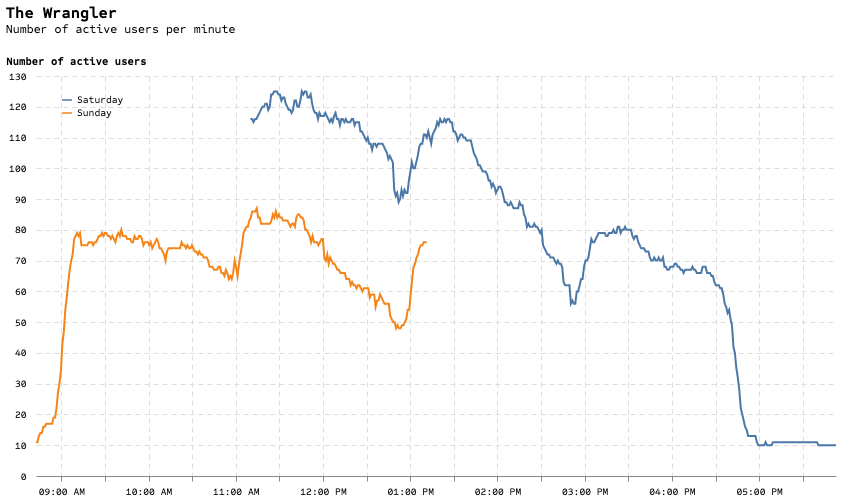 The Wrangler
Number of active users per minute
Number of active users
130
120
110
100
90
80
70
60
50
40
30
20
10
0
Saturday
Sunday
09:00 AM
10:00 AM
11:00 AM
12:00 PM
01:00 PM
02:00 PM
03:00 PM
04:00 PM
05:00 PM